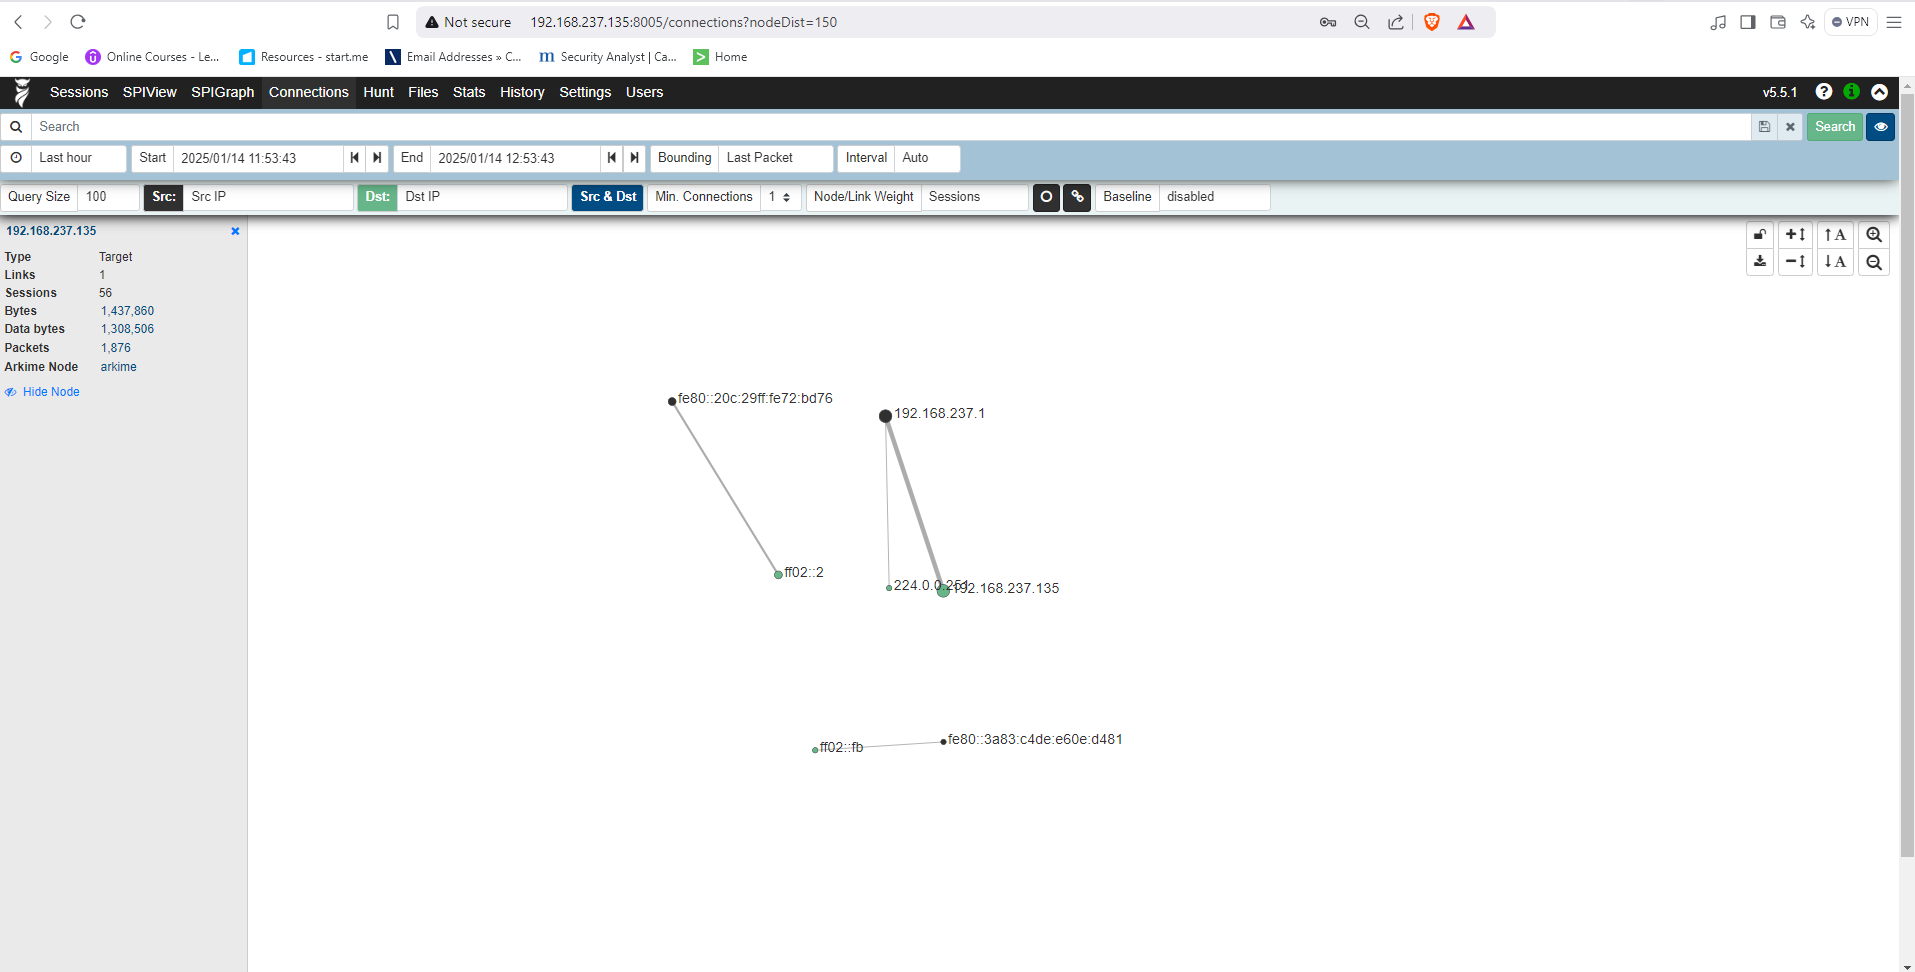 Not secure 192.168.237.135:8005/connections?nodeDist=150 VPN
Google Online Courses - Le... Resources - start.me Email Addresses » C... Security Analyst | Ca... Home
Sessions SPIView SPIGraph Connections Hunt Files Stats History Settings Users v5.5.1
Search Search
Last hour Start 2025/01/14 11:53:43 End 2025/01/14 12:53:43 Bounding Last Packet Interval Auto
Query Size 100 Src: Src IP Dst: Dst IP Src & Dst Min. Connections 1 Node/Link Weight Sessions Baseline disabled
192.168.237.135
Type Target
Links 1
Sessions 56
Bytes 1,437,860
Data bytes 1,308,506
Packets 1,876
Arkime Node arkime
Hide Node
fe80::20c:29ff:fe72:bd76
192.168.237.1
ff02::2
224.0.0.251
192.168.237.135
ff02::fb
fe80::3a83:c4de:e60e:d481